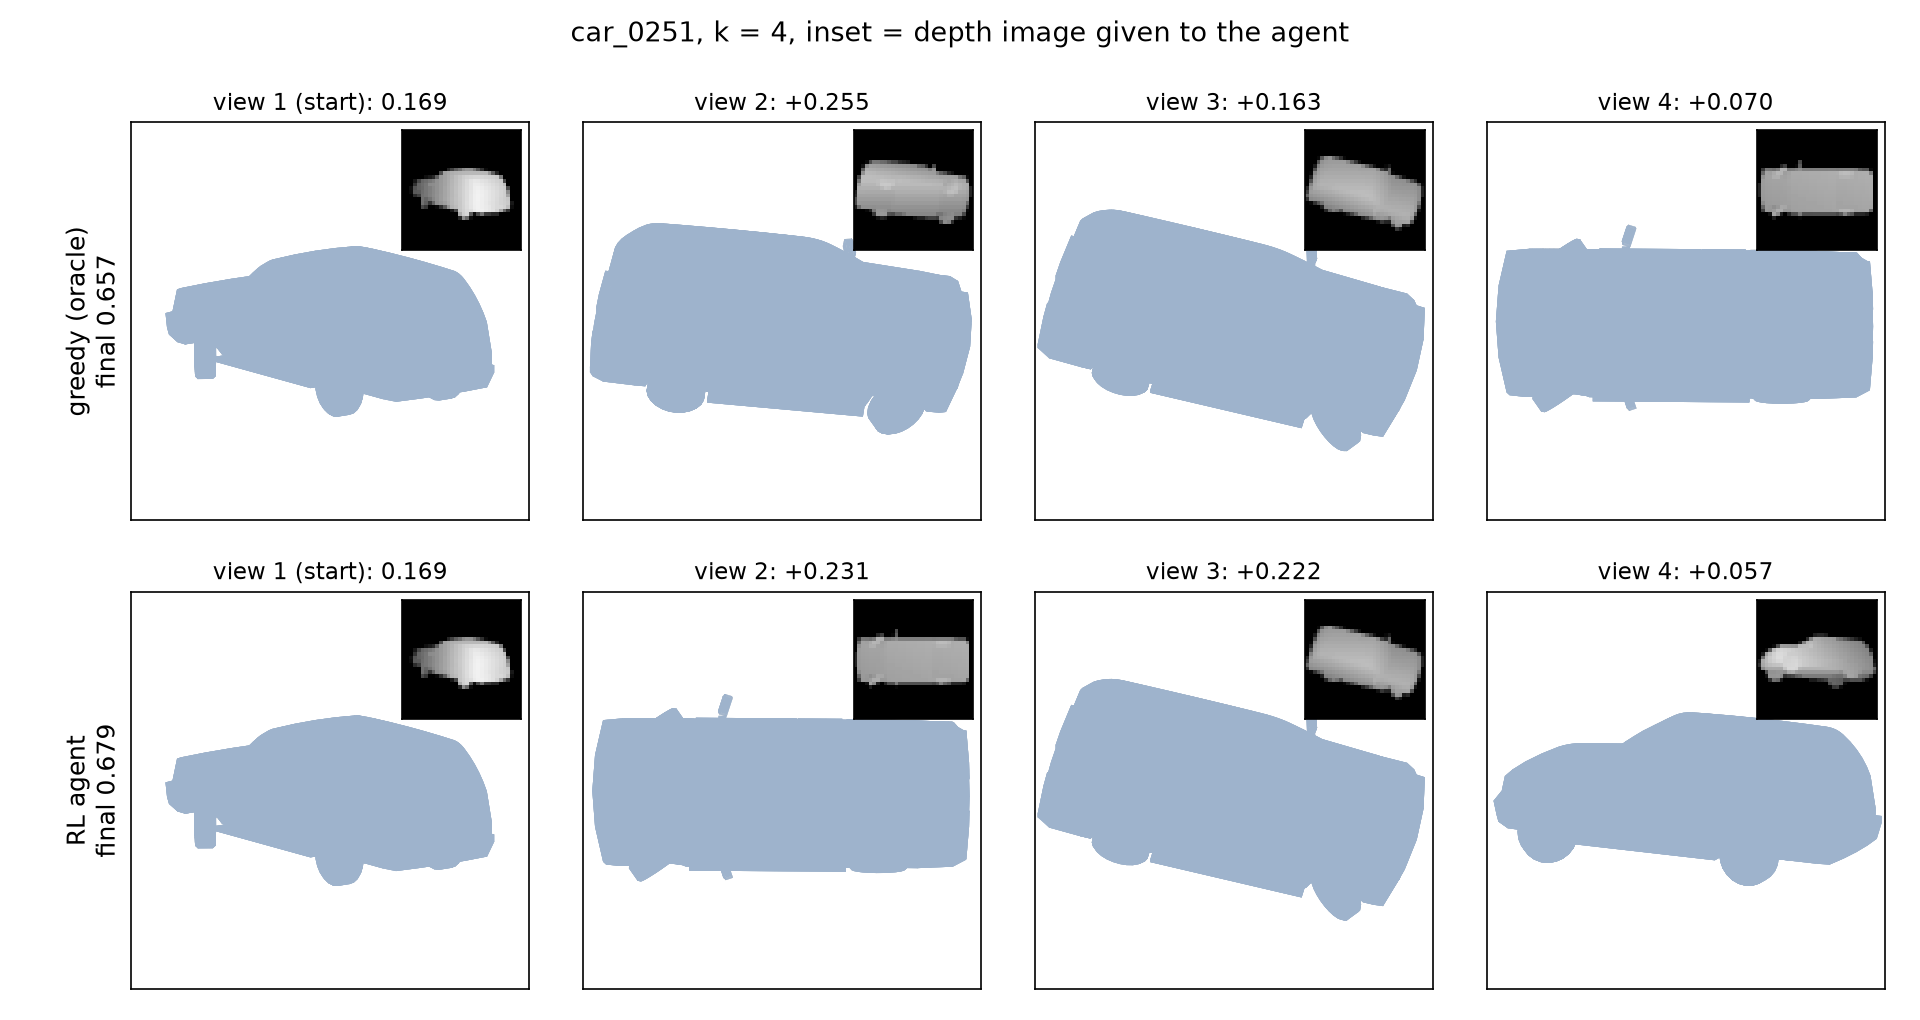 car_0251, k = 4, inset = depth image given to the agent
greedy (oracle)
final 0.657
view 1 (start): 0.169
view 2: +0.255
view 3: +0.163
view 4: +0.070
RL agent
final 0.679
view 1 (start): 0.169
view 2: +0.231
view 3: +0.222
view 4: +0.057